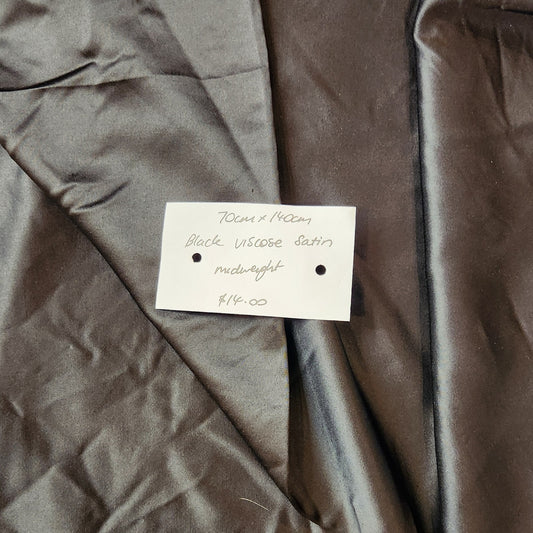 70cm x 140cm
Black viscose Satin
midweight
$14.00